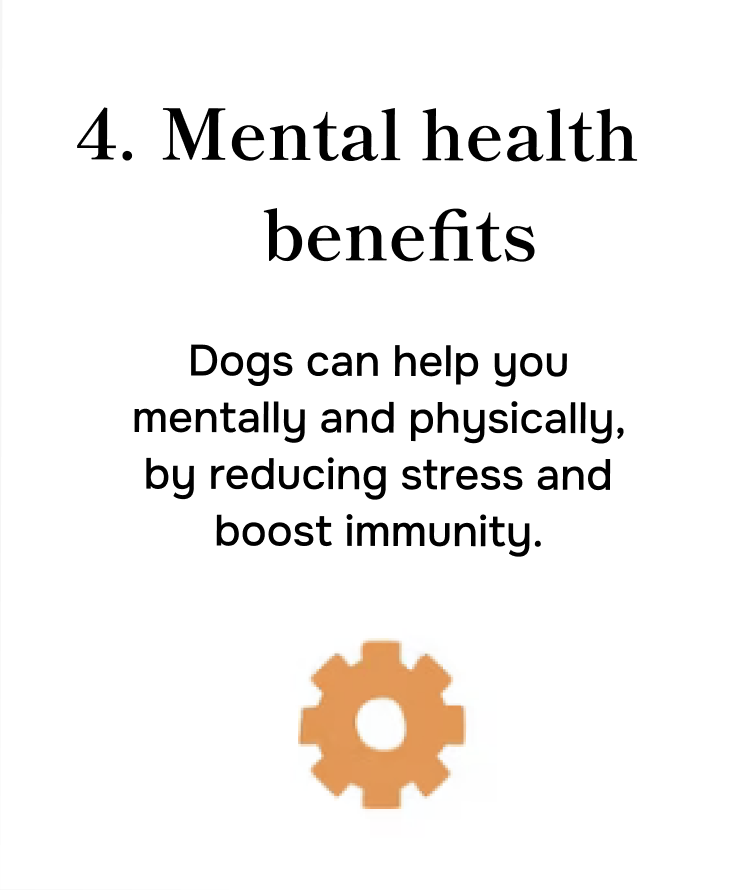 4. Mental health
benefits
Dogs can help you
mentally and physically,
by reducing stress and
boost immunity.